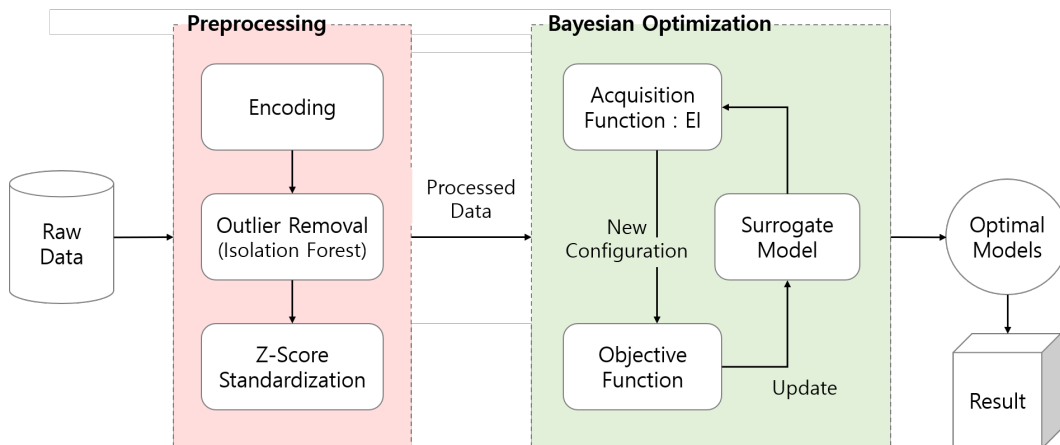 Preprocessing
Bayesian Optimization
Encoding
Outlier Removal
(Isolation Forest)
Z-Score
Standardization
Raw
Data
Processed
Data
Acquisition
Function : EI
New
Configuration
Surrogate
Model
Objective
Function
Update
Optimal
Models
Result